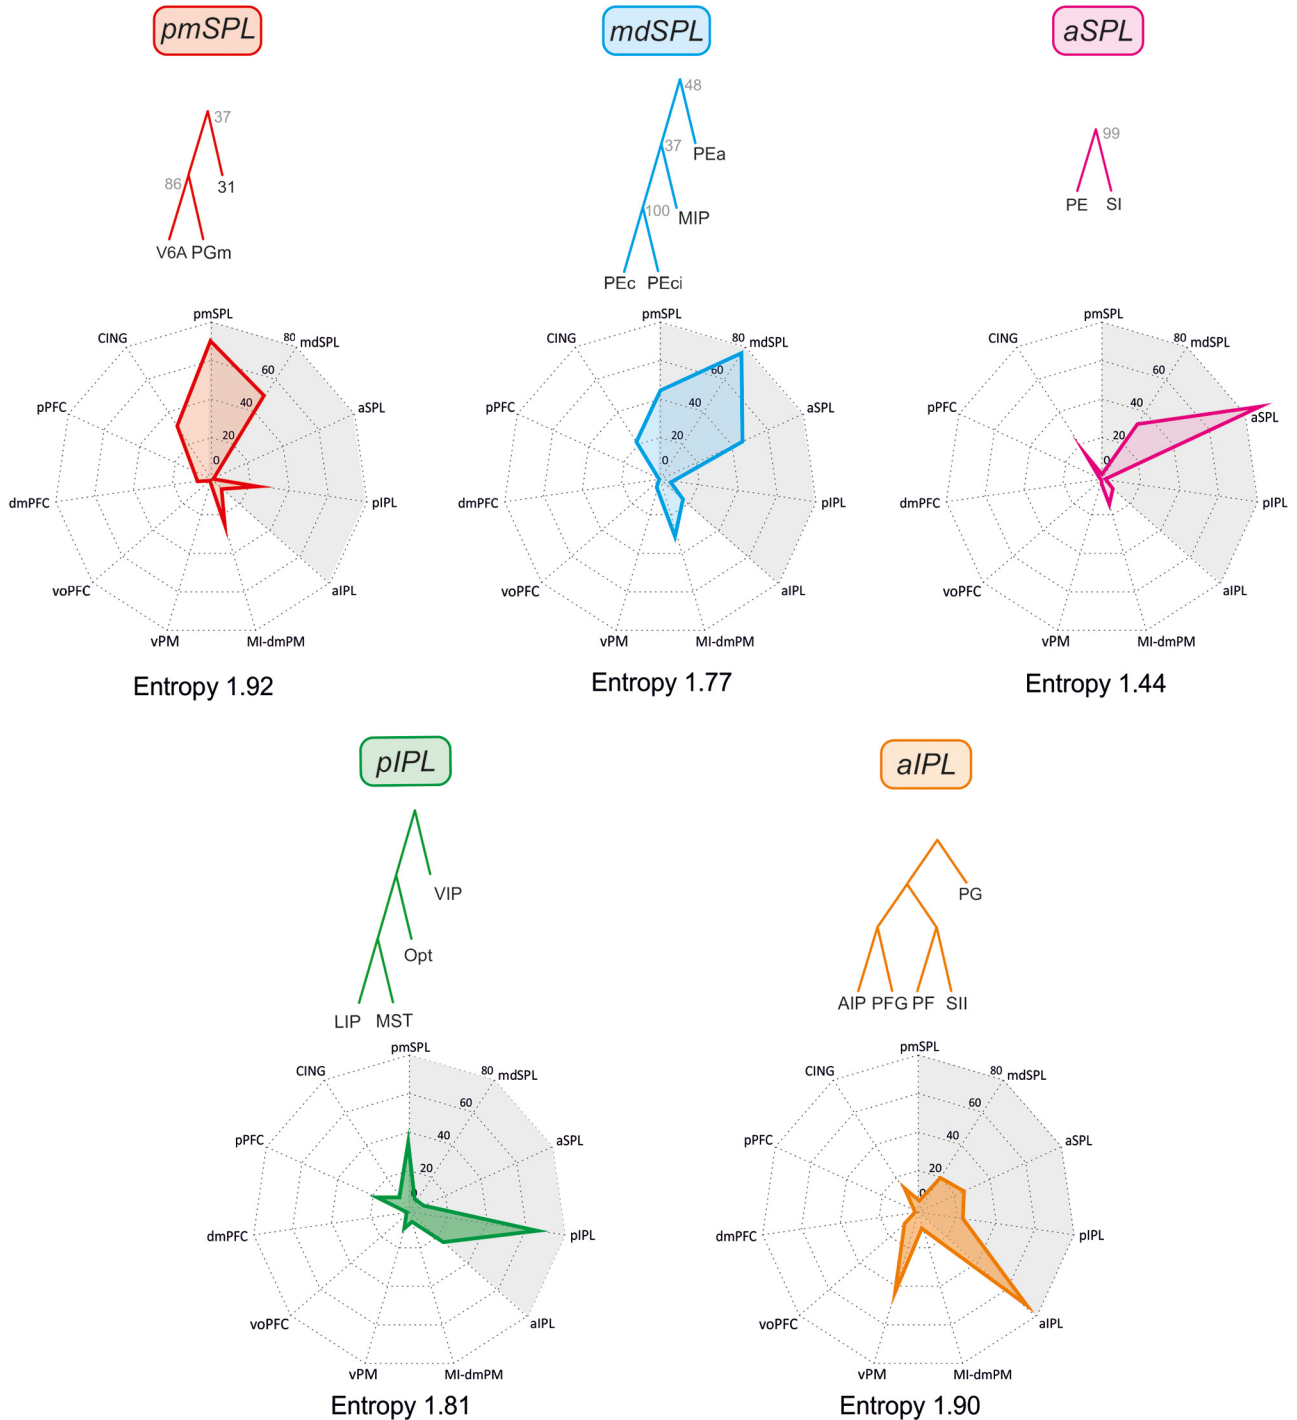 pmSPL
mdSPL
aSPL
37
86
31
V6A PGm
48
37
PEa
100
MIP
PEc PEci
99
PE SI
pmSPL
CING
80
mdSPL
60
pPFC
40
aSPL
20
0
dmPFC
pIPL
voPFC
aIPL
vPM
MI-dmPM
Entropy 1.92
pmSPL
CING
80
mdSPL
60
pPFC
40
aSPL
20
0
dmPFC
pIPL
voPFC
aIPL
vPM
MI-dmPM
Entropy 1.77
pmSPL
CING
80
mdSPL
60
pPFC
40
aSPL
20
0
dmPFC
pIPL
voPFC
aIPL
vPM
MI-dmPM
Entropy 1.44
pIPL
aIPL
VIP
Opt
LIP MST
PG
AIP PFG PF SII
pmSPL
CING
80
mdSPL
60
pPFC
40
aSPL
20
0
dmPFC
pIPL
voPFC
aIPL
vPM
MI-dmPM
Entropy 1.81
pmSPL
CING
80
mdSPL
60
pPFC
40
aSPL
20
0
dmPFC
pIPL
voPFC
aIPL
vPM
MI-dmPM
Entropy 1.90